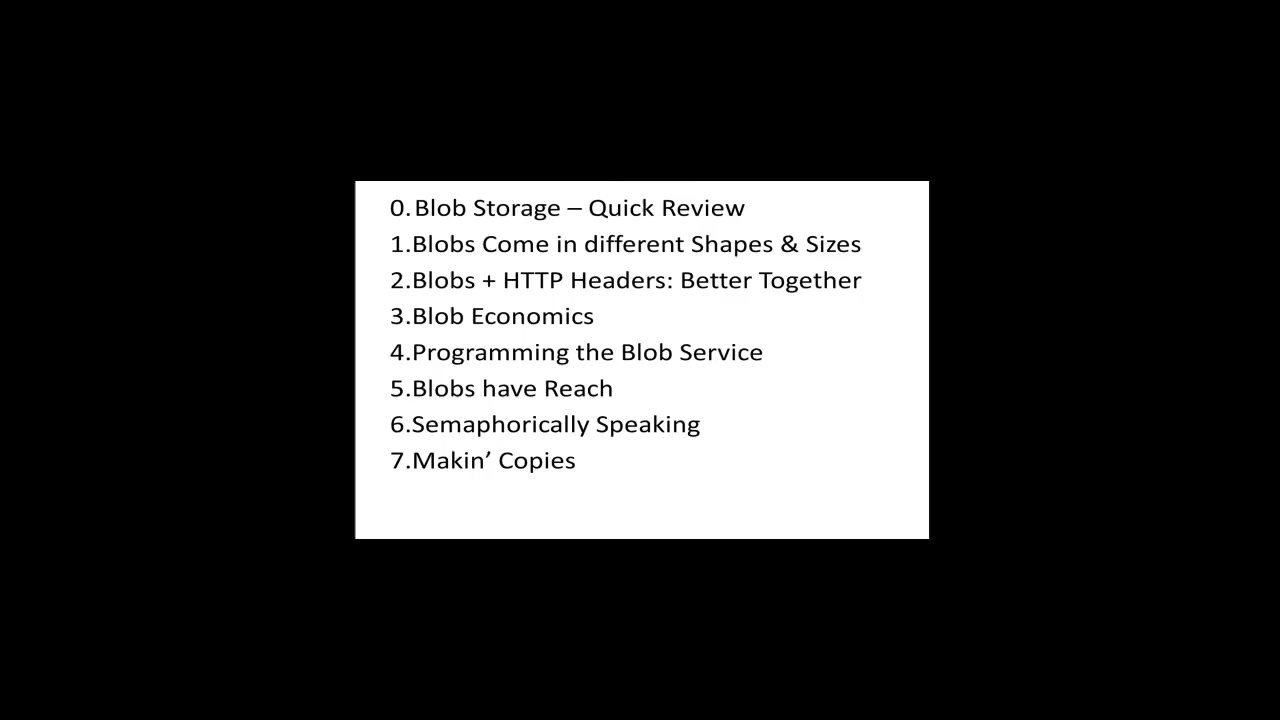 0. Blob Storage – Quick Review
1.Blobs Come in different Shapes & Sizes
2.Blobs + HTTP Headers: Better Together
3.Blob Economics
4.Programming the Blob Service
5.Blobs have Reach
6.Semaphorically Speaking
7.Makin’ Copies